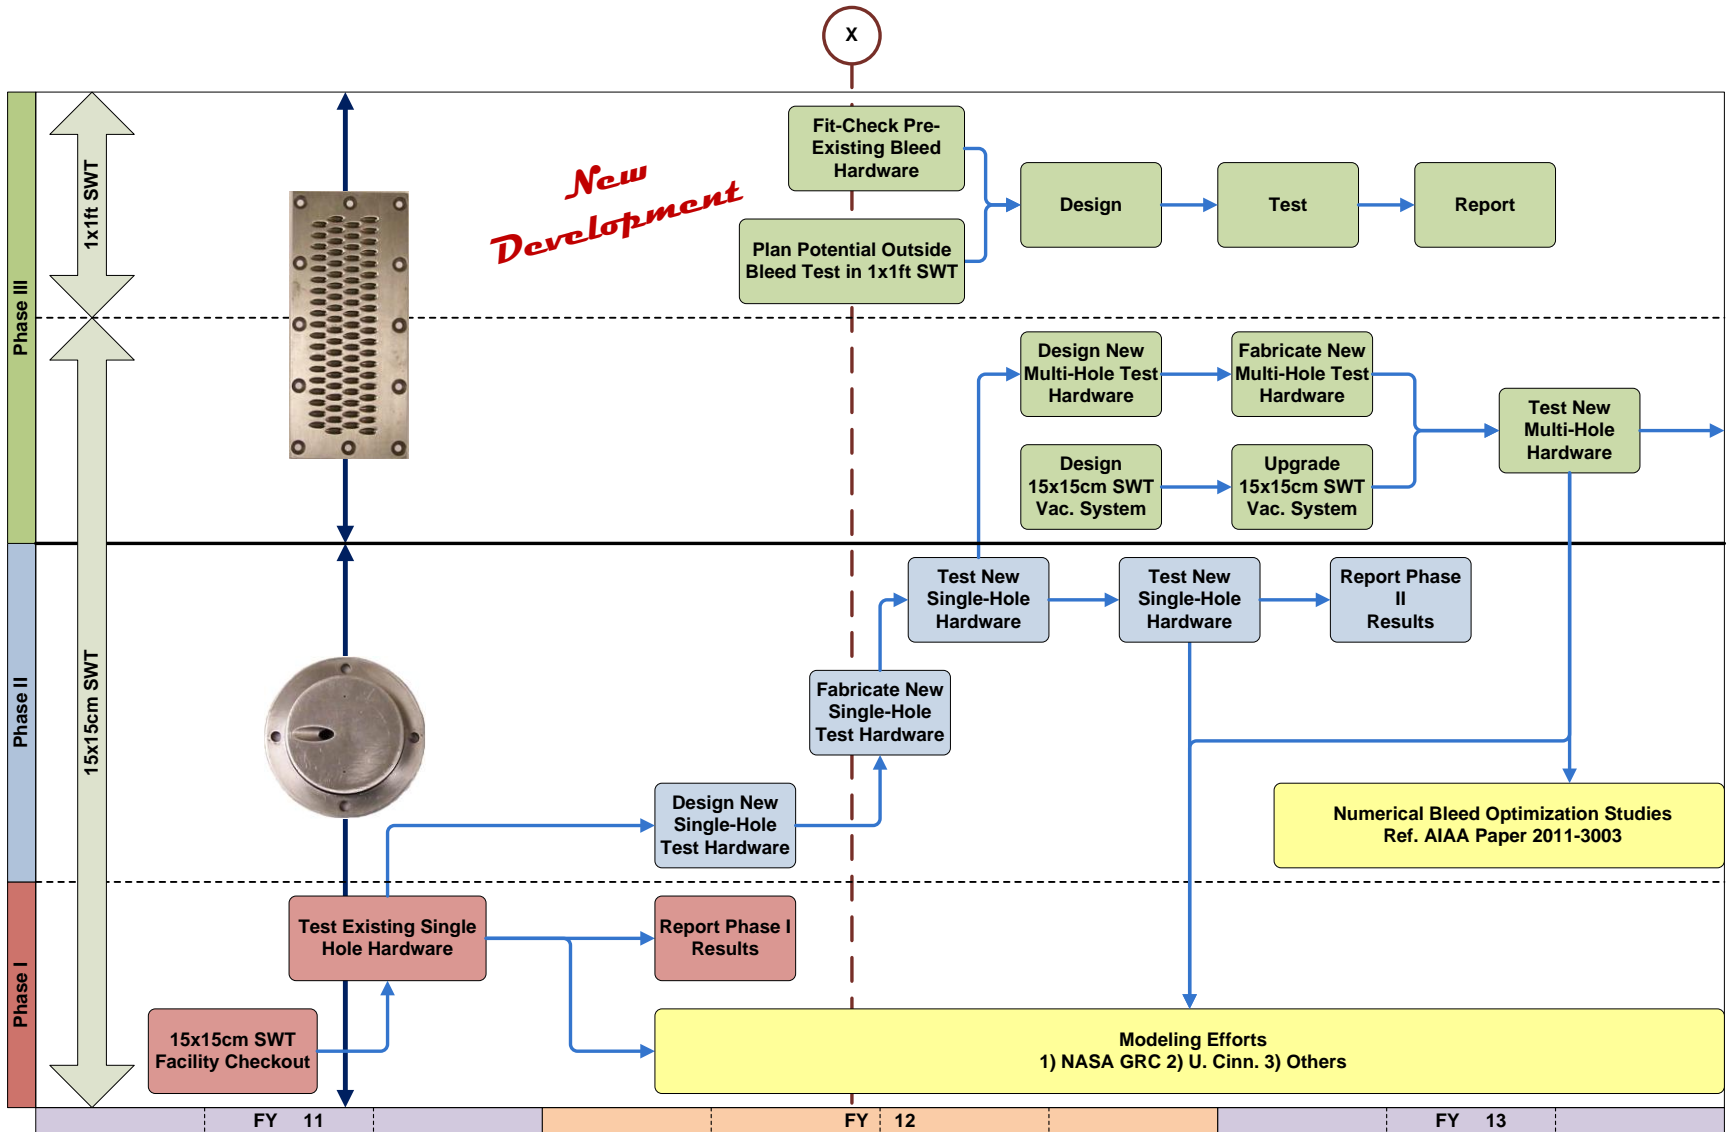 X
Phase III
1x1ft SWT
New
Development
Fit-Check Pre-
Existing Bleed
Hardware
Plan Potential Outside
Bleed Test in 1x1ft SWT
Design
Test
Report
Design New
Multi-Hole Test
Hardware
Fabricate New
Multi-Hole Test
Hardware
Test New
Multi-Hole
Hardware
Design
15x15cm SWT
Vac. System
Upgrade
15x15cm SWT
Vac. System
Phase II
15x15cm SWT
Test New
Single-Hole
Hardware
Test New
Single-Hole
Hardware
Report Phase
II
Results
Fabricate New
Single-Hole
Test Hardware
Design New
Single-Hole
Test Hardware
Numerical Bleed Optimization Studies
Ref. AIAA Paper 2011-3003
Phase I
Test Existing Single
Hole Hardware
Report Phase I
Results
15x15cm SWT
Facility Checkout
Modeling Efforts
1) NASA GRC 2) U. Cinn. 3) Others
FY 11
FY 12
FY 13